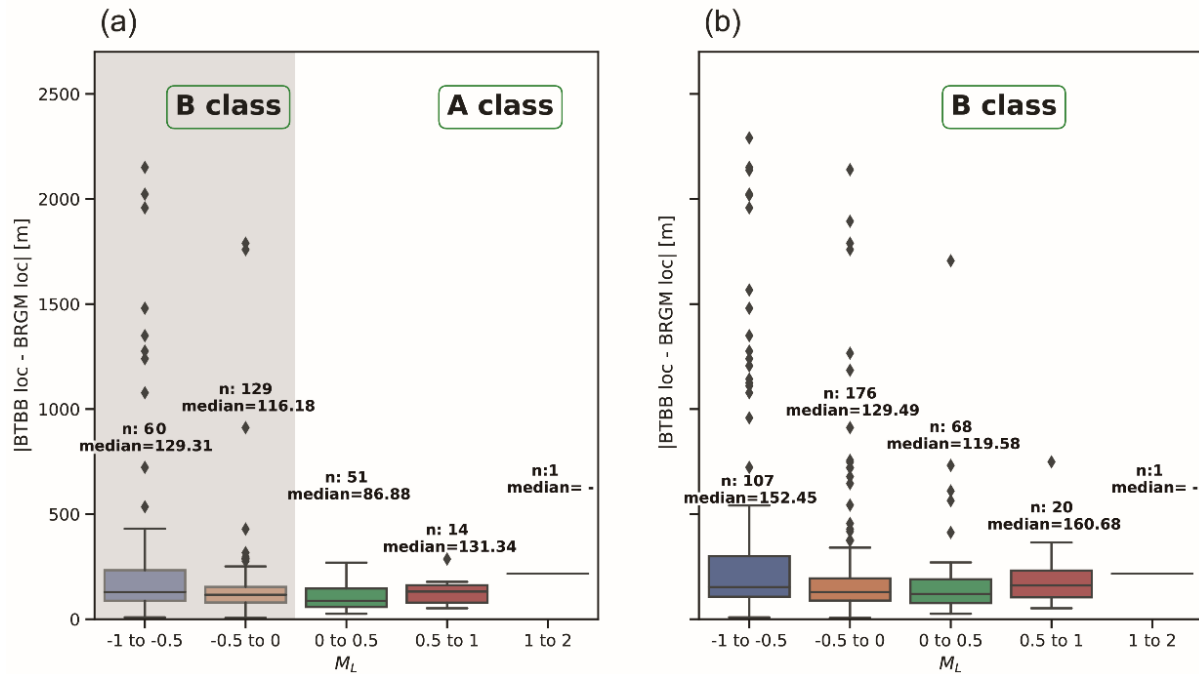 (a)
B class
A class
|BTBB loc - BRGM loc| [m]
2500
2000
1500
1000
500
0
n: 60
median=129.31
n: 129
median=116.18
n: 51
median=86.88
n: 14
median=131.34
n:1
median= -
-1 to -0.5
-0.5 to 0
0 to 0.5
0.5 to 1
1 to 2
M_L
(b)
B class
|BTBB loc - BRGM loc| [m]
n: 107
median=152.45
n: 176
median=129.49
n: 68
median=119.58
n: 20
median=160.68
n:1
median= -
-1 to -0.5
-0.5 to 0
0 to 0.5
0.5 to 1
1 to 2
M_L